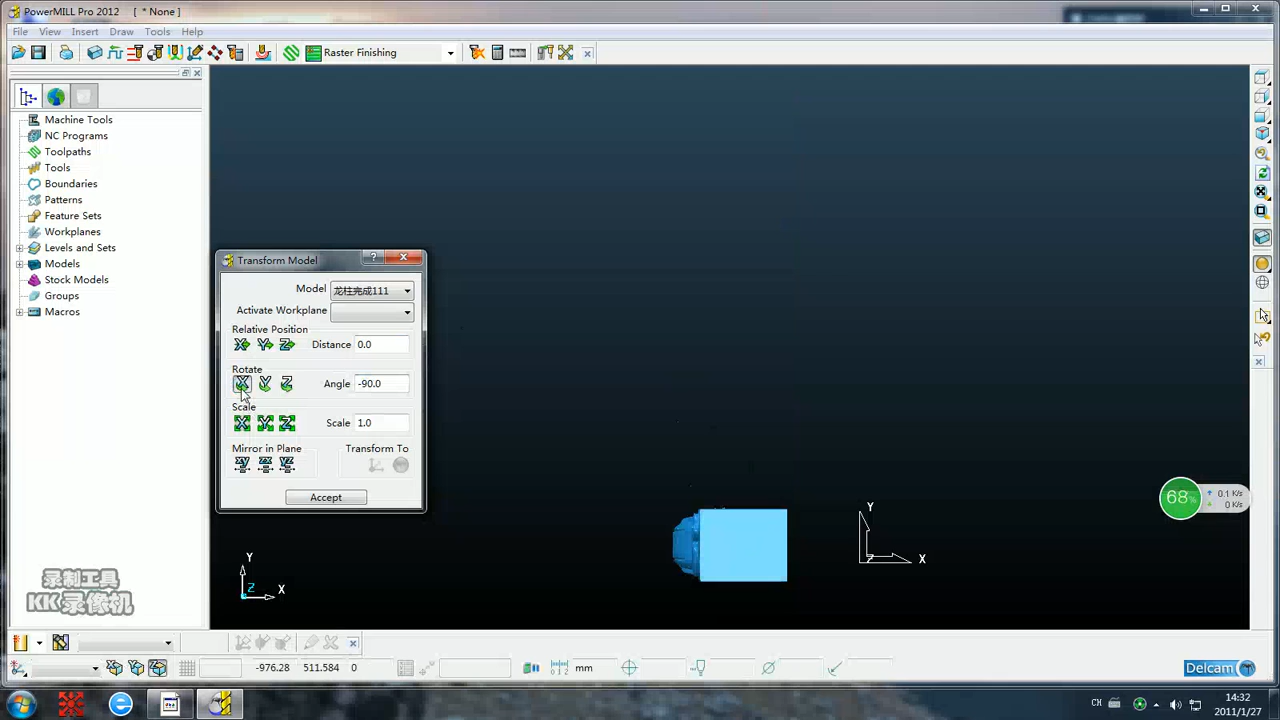 PowerMILL Pro 2012 [ * None ]
File View Insert Draw Tools Help
Raster Finishing
Machine Tools
NC Programs
Toolpaths
Tools
Boundaries
Patterns
Feature Sets
Workplanes
Levels and Sets
Models
Stock Models
Groups
Macros
Transform Model
Model 龙柱完成111
Activate Workplane
Relative Position
X Y Z Distance 0.0
Rotate
X Y Z Angle -90.0
Scale
X Y Z Scale 1.0
Mirror in Plane Transform To
XY ZX YZ
Accept
68% 0.1 K/s
0 K/s
Y
X
Z
Y
Z X
录制工具
KK录像机
-976.28 511.584 0 mm
Delcam
CH 14:32
2011/1/27